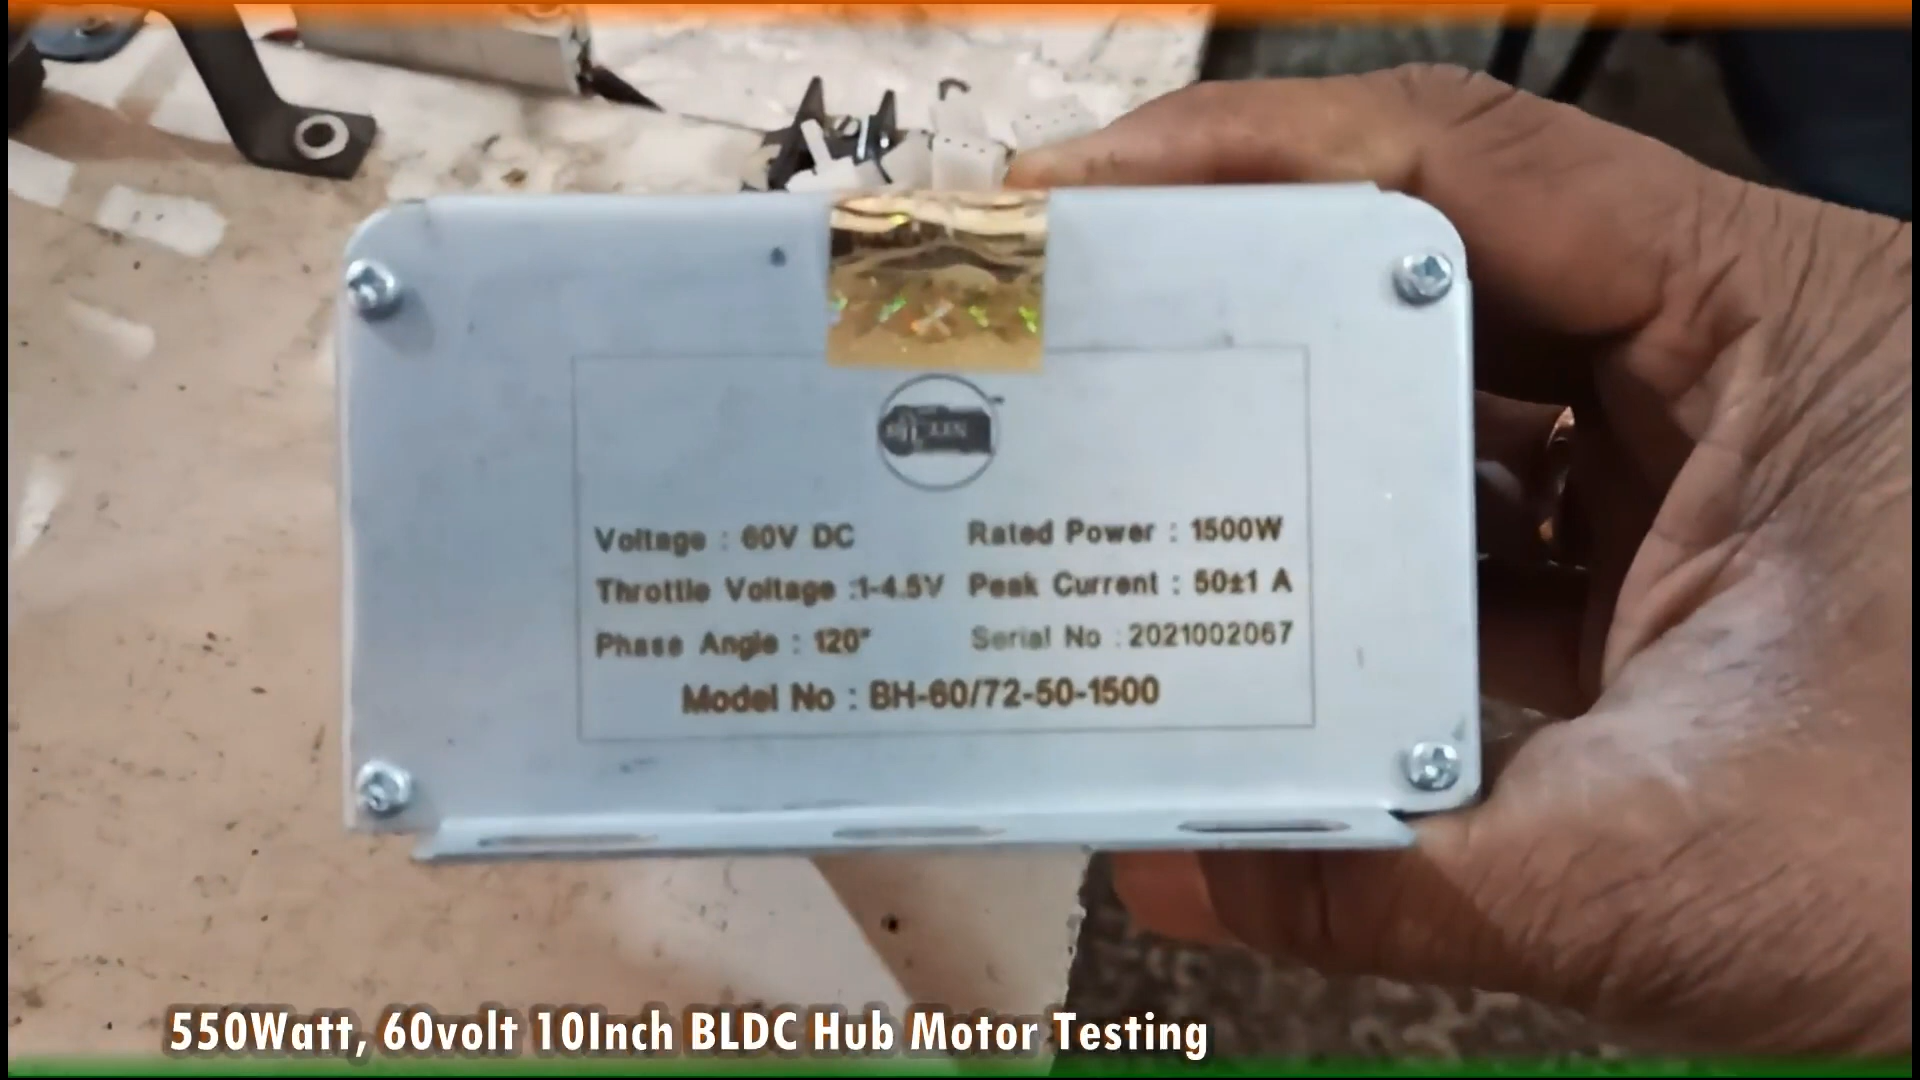 Voltage : 60V DC Rated Power : 1500W
Throttle Voltage :1-4.5V Peak Current : 50±1 A
Phase Angle : 120° Serial No : 2021002067
Model No : BH-60/72-50-1500
550Watt, 60volt 10Inch BLDC Hub Motor Testing